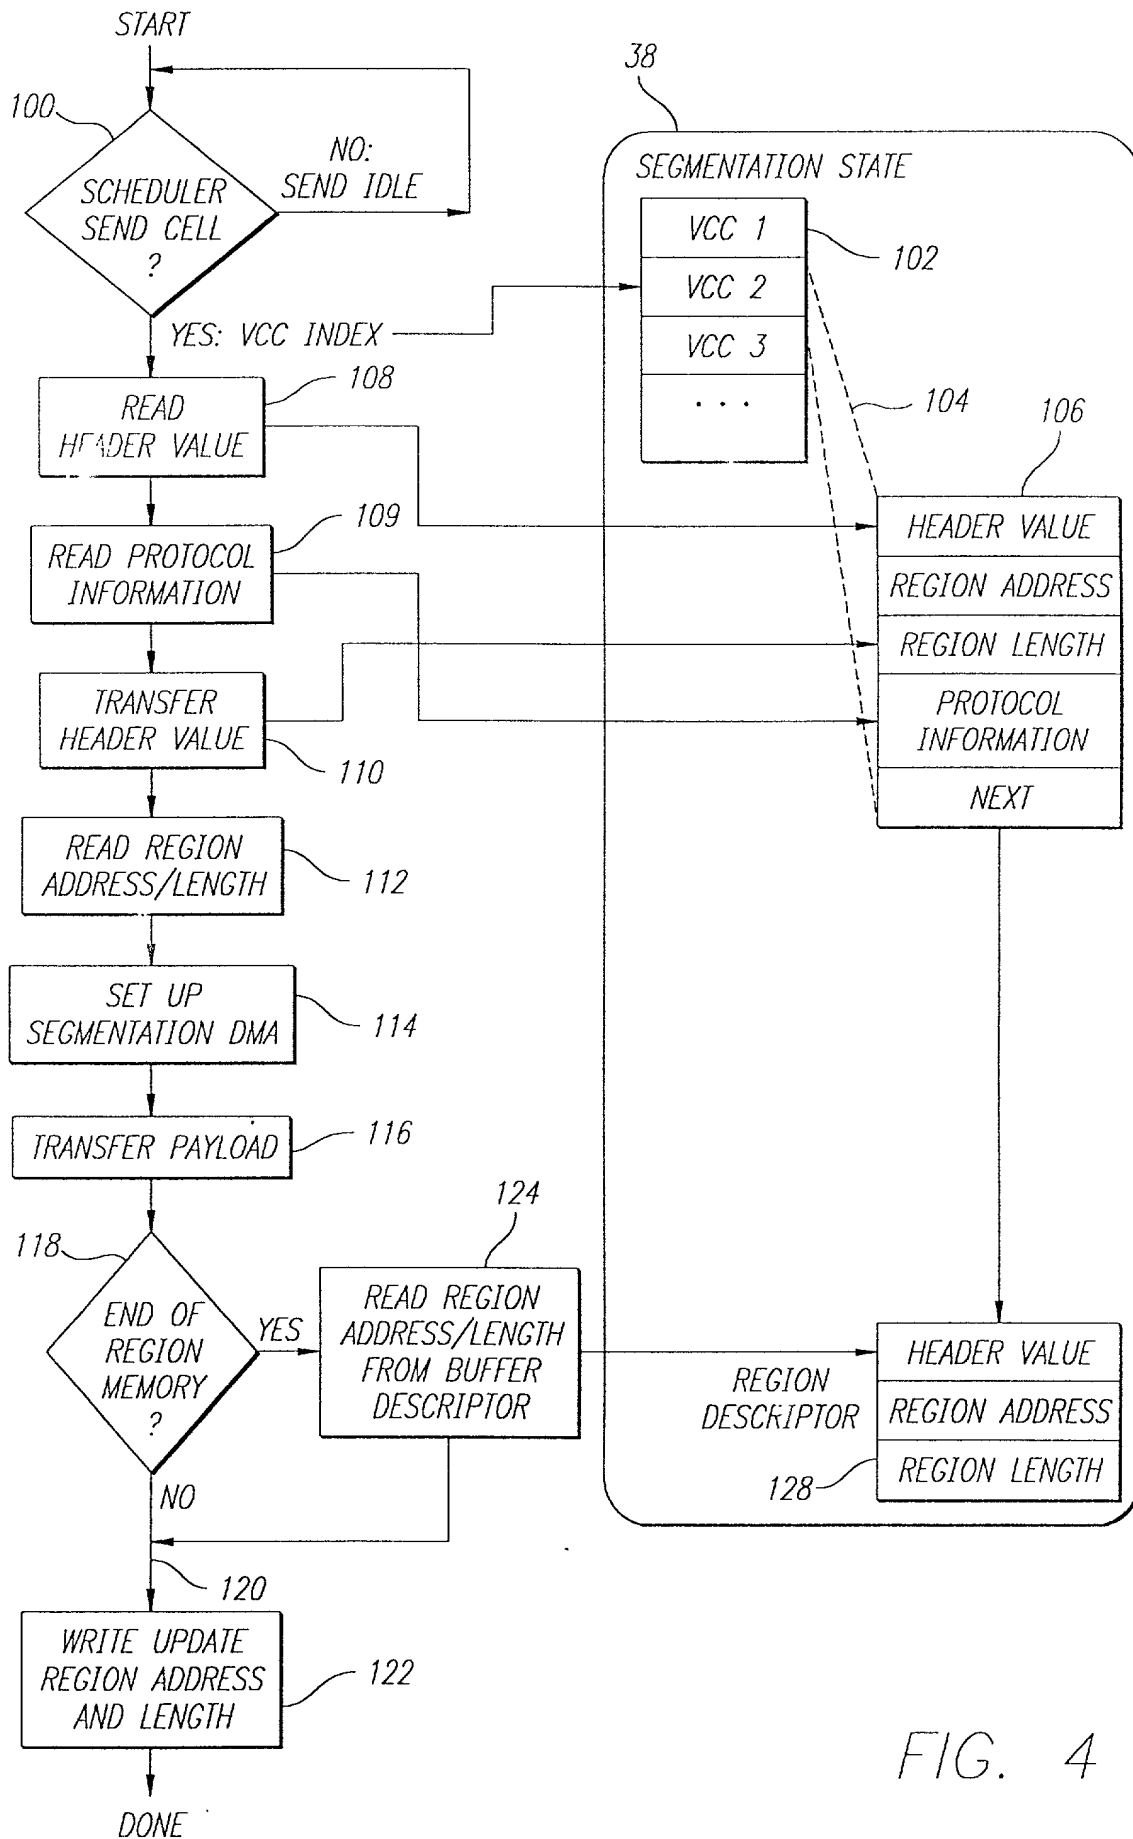 START
100
SCHEDULER
SEND CELL
?
NO:
SEND IDLE
YES: VCC INDEX
38
SEGMENTATION STATE
VCC 1
VCC 2
VCC 3
. . .
102
104
106
HEADER VALUE
REGION ADDRESS
REGION LENGTH
PROTOCOL
INFORMATION
NEXT
READ
HEADER VALUE
108
READ PROTOCOL
INFORMATION
109
TRANSFER
HEADER VALUE
110
READ REGION
ADDRESS/LENGTH
112
SET UP
SEGMENTATION DMA
114
TRANSFER PAYLOAD
116
118
END OF
REGION
MEMORY
?
YES
NO
124
READ REGION
ADDRESS/LENGTH
FROM BUFFER
DESCRIPTOR
REGION
DESCRIPTOR
HEADER VALUE
REGION ADDRESS
REGION LENGTH
128
120
WRITE UPDATE
REGION ADDRESS
AND LENGTH
122
DONE
FIG. 4